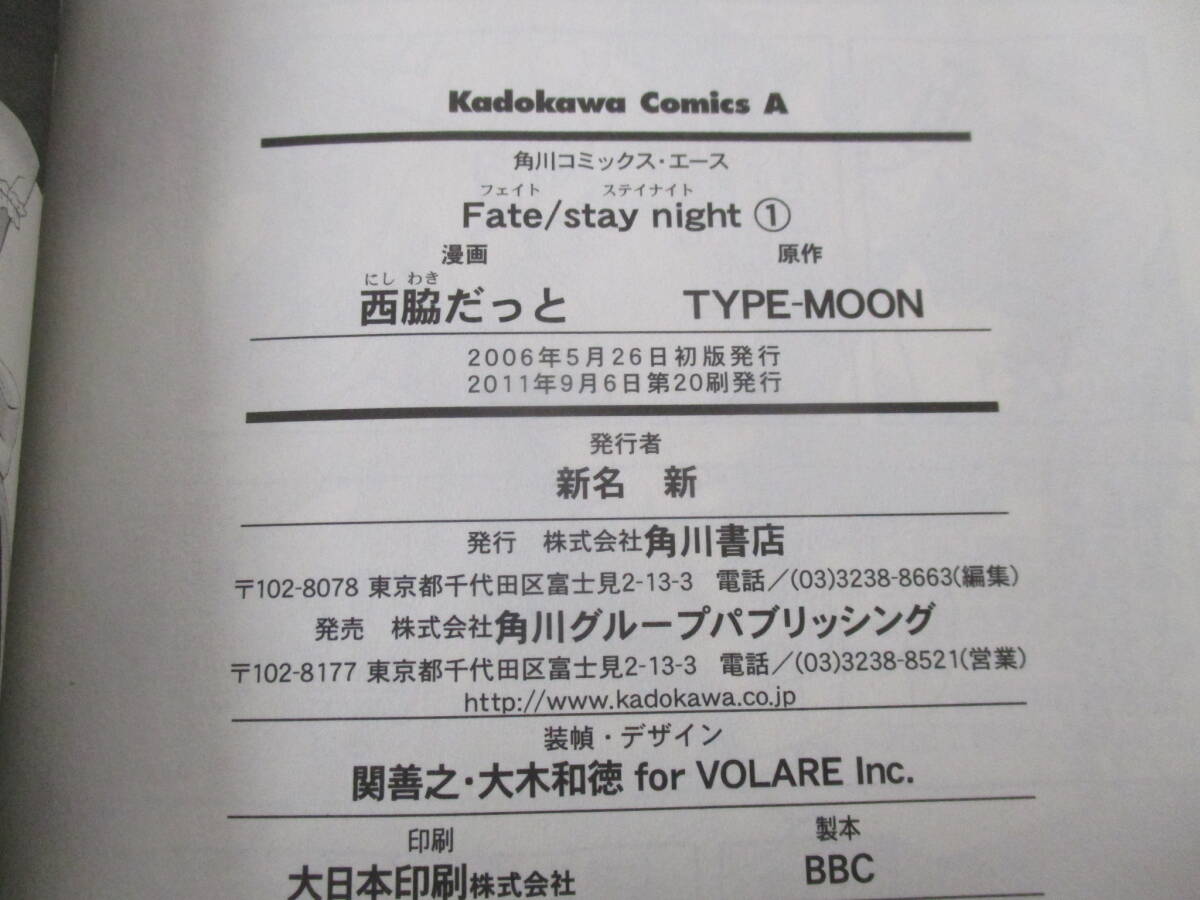 Kadokawa Comics A
角川コミックス・エース
フェイト ステイナイト
Fate/stay night ①
漫画 原作
にし わき
西脇だっと TYPE-MOON
2006年5月26日初版発行
2011年9月6日第20刷発行
発行者
新名 新
発行 株式会社角川書店
〒102-8078 東京都千代田区富士見2-13-3 電話/(03)3238-8663(編集)
発売 株式会社角川グループパブリッシング
〒102-8177 東京都千代田区富士見2-13-3 電話/(03)3238-8521(営業)
http://www.kadokawa.co.jp
装幀・デザイン
関善之・大木和徳 for VOLARE Inc.
印刷 製本
大日本印刷株式会社 BBC